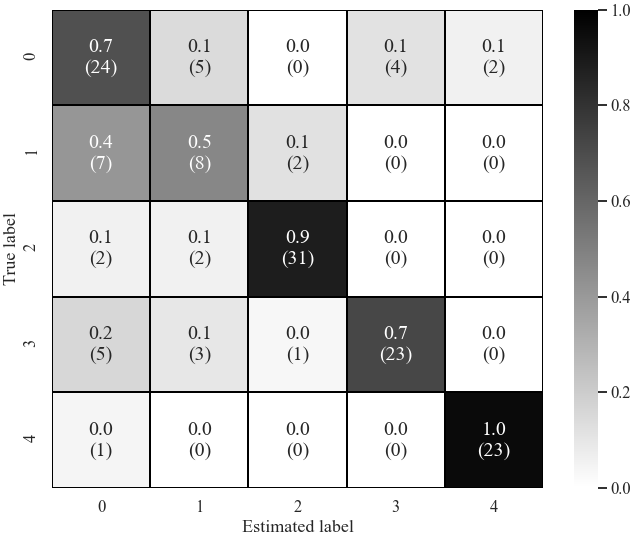 0.7 0.1 0.0 0.1 0.1
0 (24) (5) (0) (4) (2)
0.4 0.5 0.1 0.0 0.0
1 (7) (8) (2) (0) (0)
0.1 0.1 0.9 0.0 0.0
2 (2) (2) (31) (0) (0)
0.2 0.1 0.0 0.7 0.0
3 (5) (3) (1) (23) (0)
0.0 0.0 0.0 0.0 1.0
4 (1) (0) (0) (0) (23)
0 1 2 3 4
Estimated label
True label
1.0
0.8
0.6
0.4
0.2
0.0